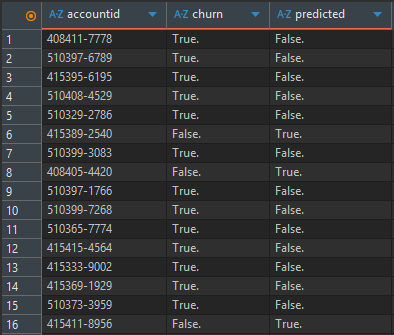 A-Z accountid A-Z churn A-Z predicted
1 408411-7778 True. False.
2 510397-6789 True. False.
3 415395-6195 True. False.
4 510408-4529 True. False.
5 510329-2786 True. False.
6 415389-2540 False. True.
7 510399-3083 True. False.
8 408405-4420 False. True.
9 510397-1766 True. False.
10 510399-7268 True. False.
11 510365-7774 True. False.
12 415415-4564 True. False.
13 415333-9002 True. False.
14 415369-1929 True. False.
15 510373-3959 True. False.
16 415411-8956 False. True.